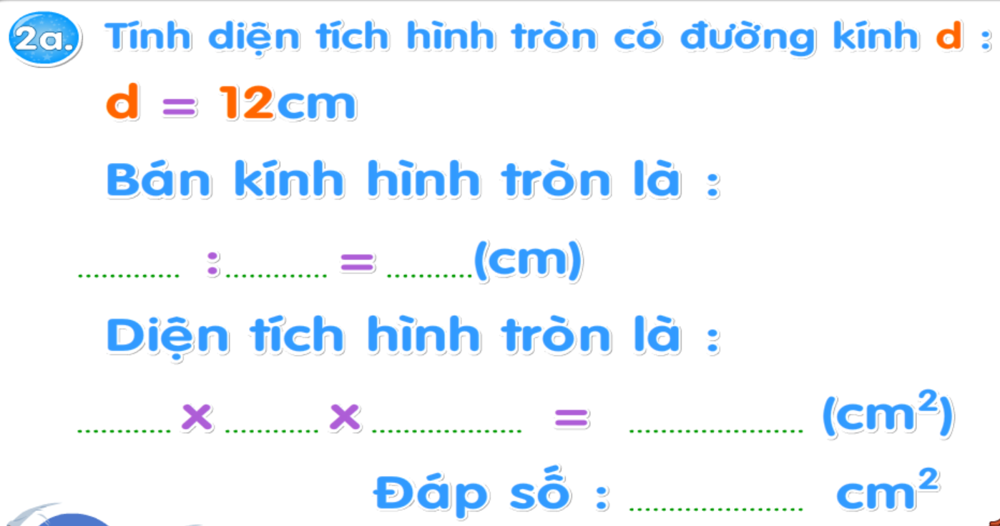 2a. Tính diện tích hình tròn có đường kính d :
d = 12cm
Bán kính hình tròn là :
............ : ............ = ...........(cm)
Diện tích hình tròn là :
............ × ............ × ................... = ...................... (cm²)
Đáp số : ...................... cm²